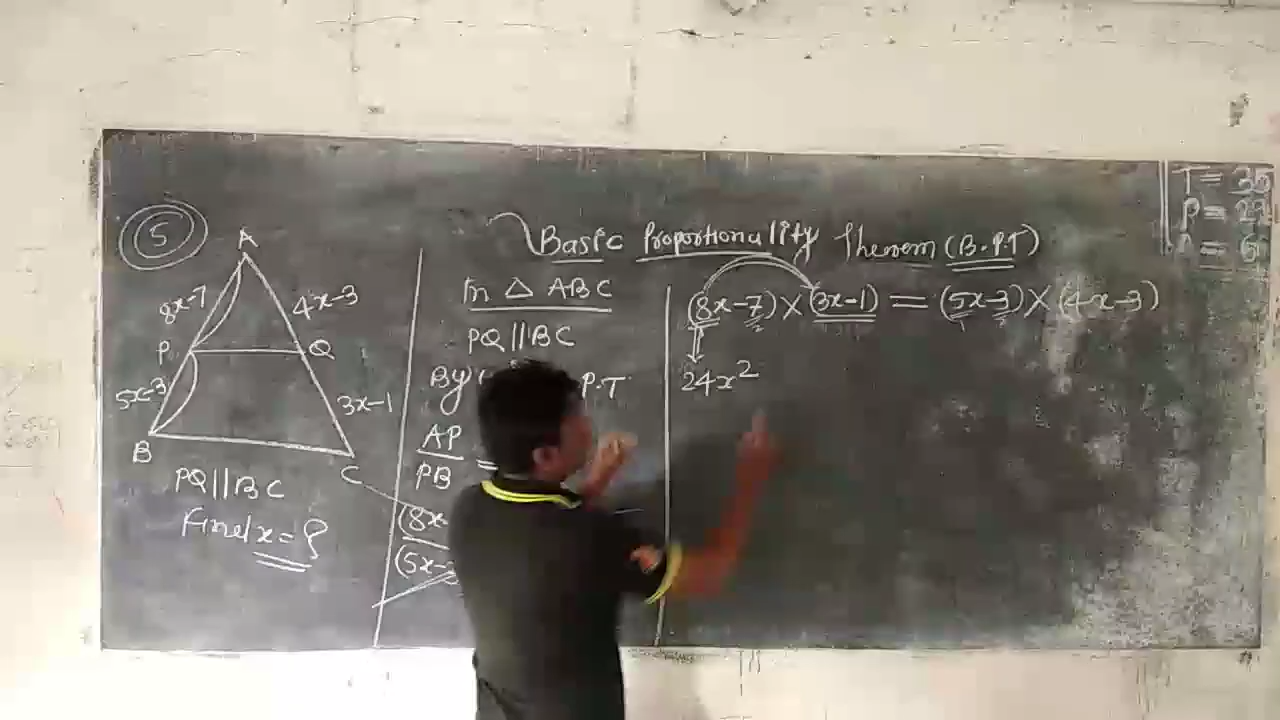 5
Basic Proportionality Theorem (B.P.T)
T = 35
P = 29
A = 6
A
8x-7
4x-3
P
Q
5x-3
3x-1
B
C
PQ||BC
Find x = ?
In △ ABC
PQ||BC
By P.T
AP
PB
=
(8x-
(5x-
(8x-7)×(3x-1) = (5x-3)×(4x-3)
24x²